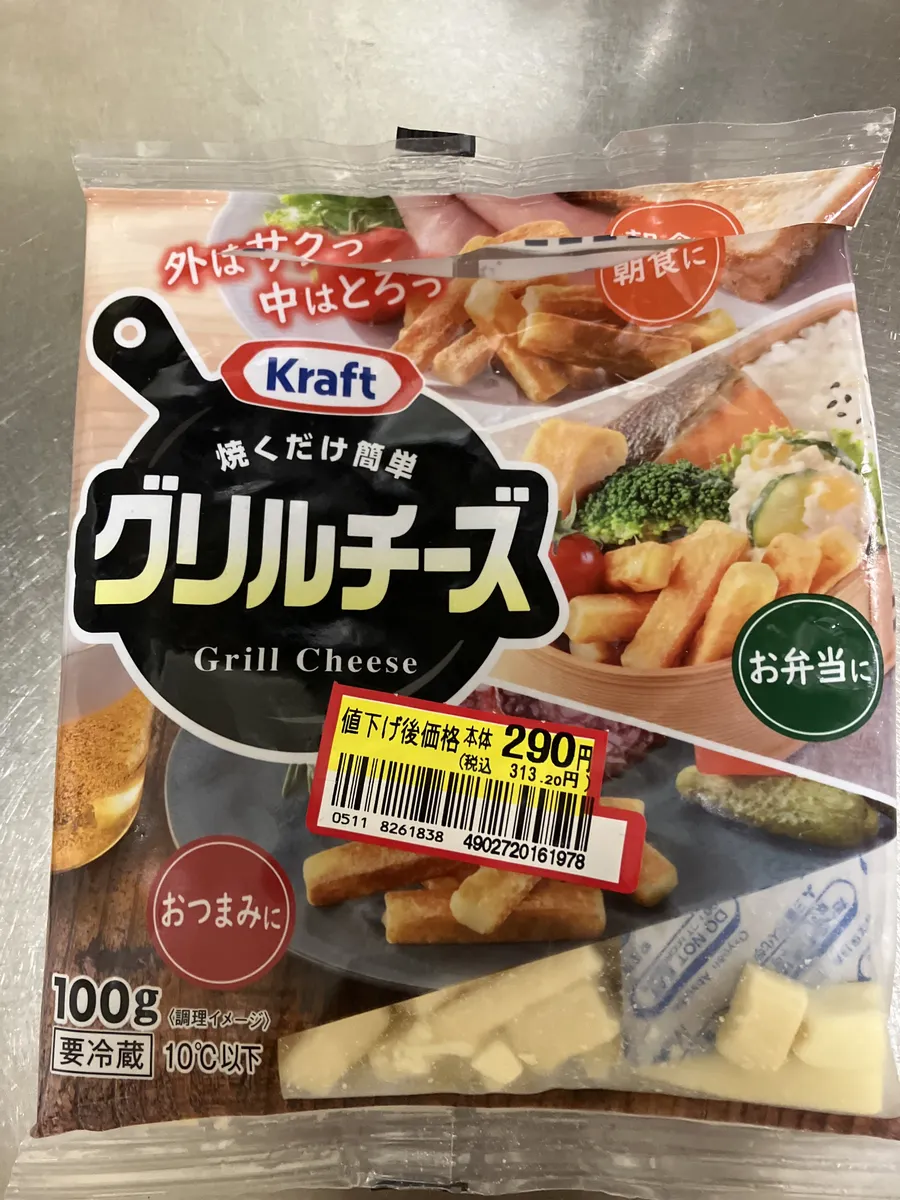 外はサクっ
中はとろっ
朝食に
Kraft
焼くだけ簡単
グリルチーズ
Grill Cheese
お弁当に
値下げ後価格 本体 290円
(税込 313.20円)
0511 8261838 4902720161978
おつまみに
DO NOT
100g
〈調理イメージ〉
要冷蔵 10℃以下